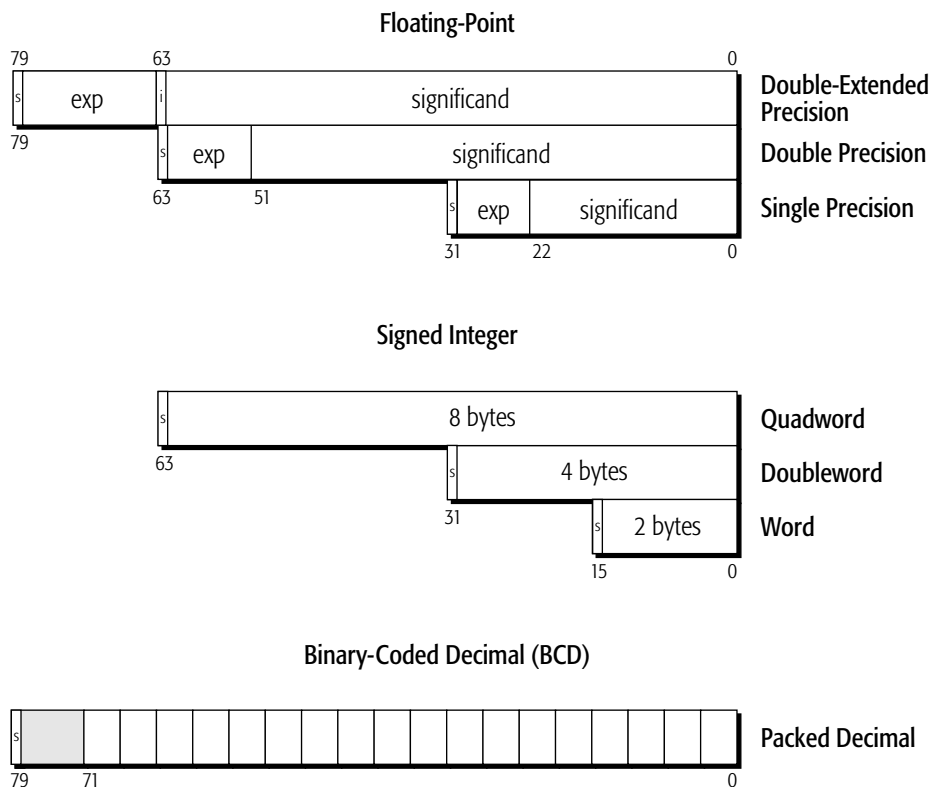 Floating-Point
79 63 0
s exp i significand Double-Extended
Precision
79 s exp significand Double Precision
63 51 s exp significand Single Precision
31 22 0
Signed Integer
s 8 bytes Quadword
63 s 4 bytes Doubleword
31 s 2 bytes Word
15 0
Binary-Coded Decimal (BCD)
s Packed Decimal
79 71 0